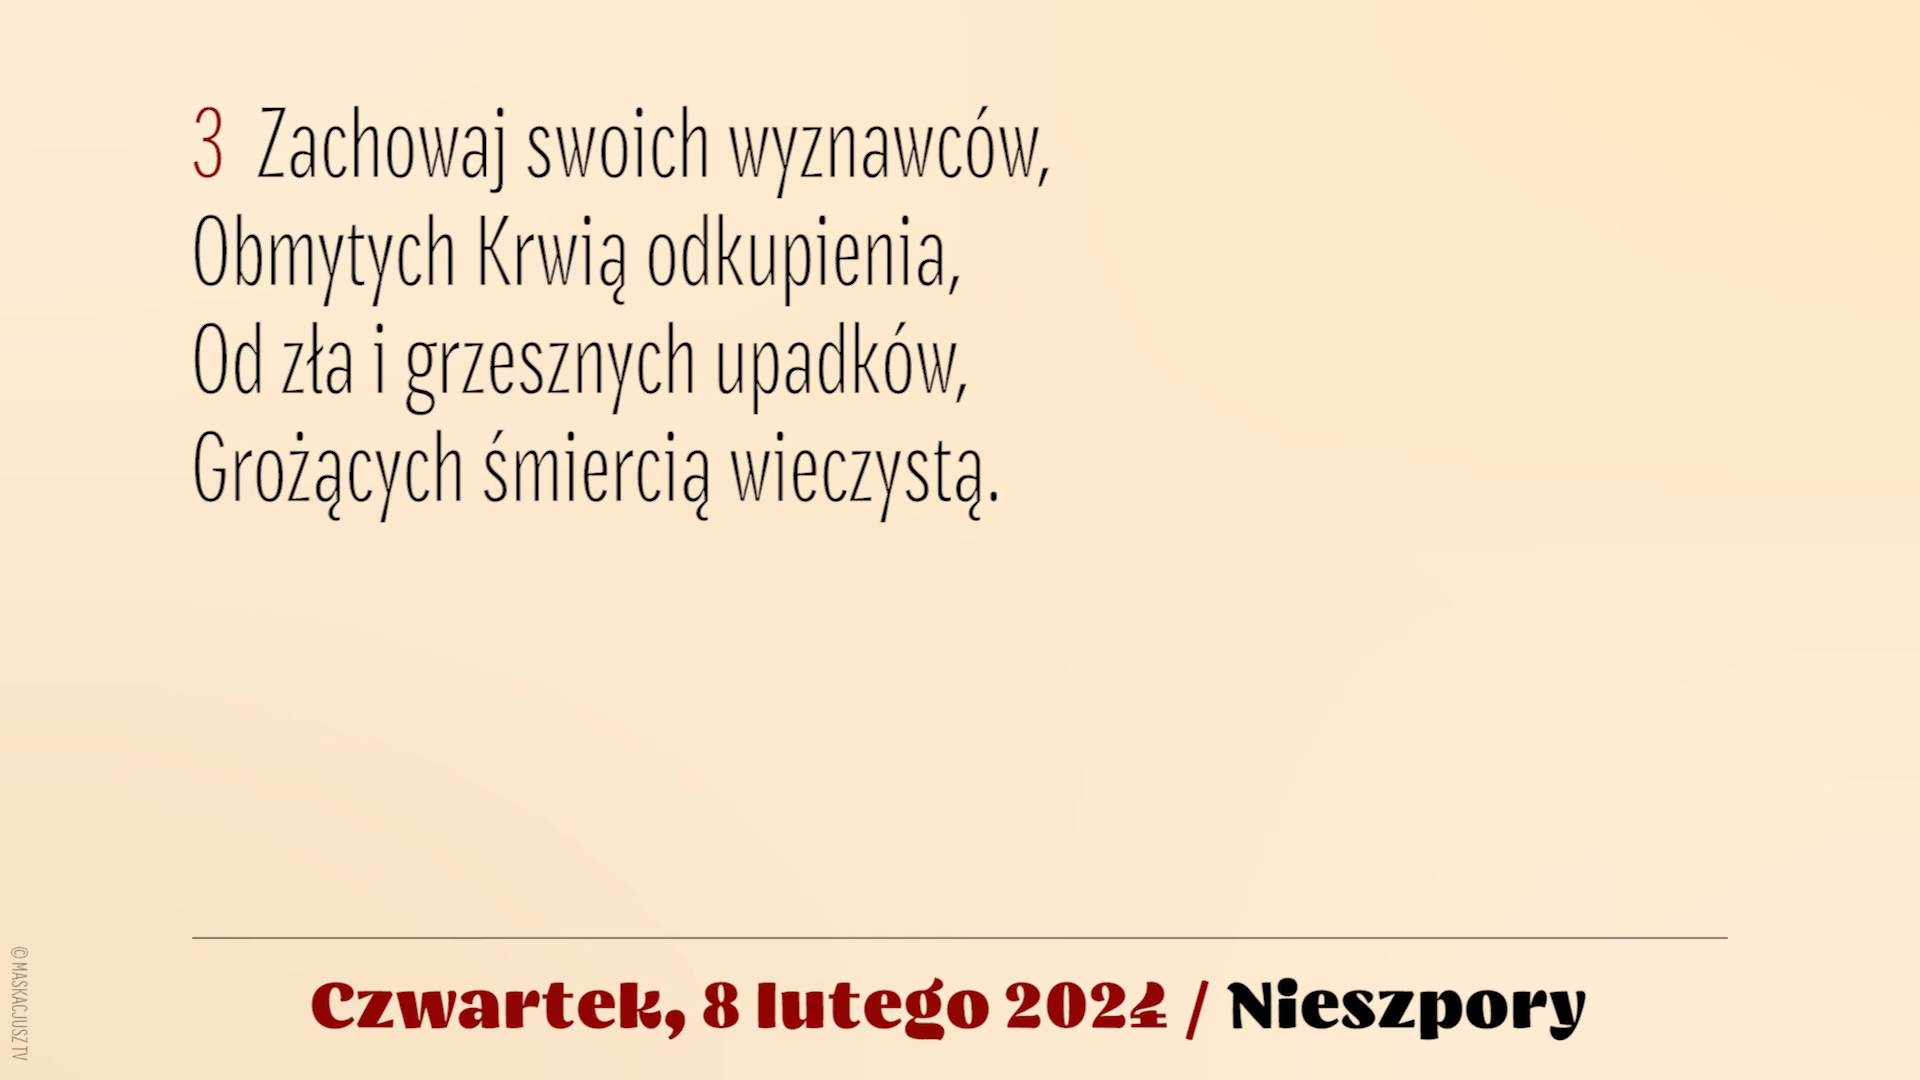 3 Zachowaj swoich wyznawców,
Obmytych Krwią odkupienia,
Od zła i grzesznych upadków,
Grożących śmiercią wieczystą.
Czwartek, 8 lutego 2024 / Nieszpory
© MASKACJUSZ TV